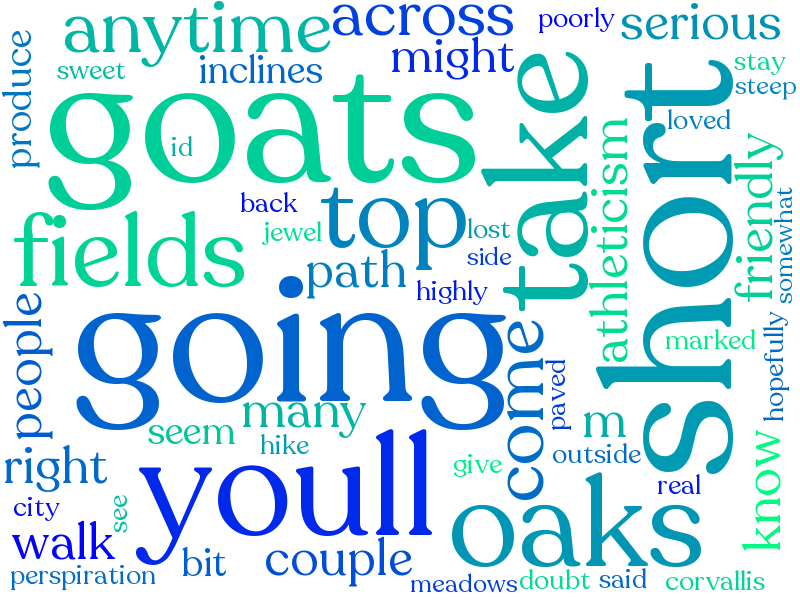 produce
anytime
across
might
poorly
serious
sweet
inclines
stay
steep
goats
id
take
short
loved
athleticism
friendly
somewhat
back
jewel
top
lost
side
fields
path
highly
people
going
come
paved
marked
hopefully
many
seem
hike
m
outside
right
youll
give
real
know
city
see
oaks
walk
bit
couple
perspiration
meadows
doubt
said
corvallis